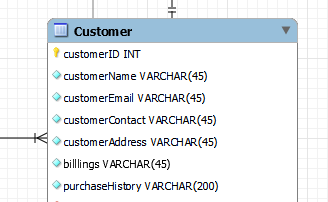 Customer
customerID INT
customerName VARCHAR(45)
customerEmail VARCHAR(45)
customerContact VARCHAR(45)
customerAddress VARCHAR(45)
billlings VARCHAR(45)
purchaseHistory VARCHAR(200)